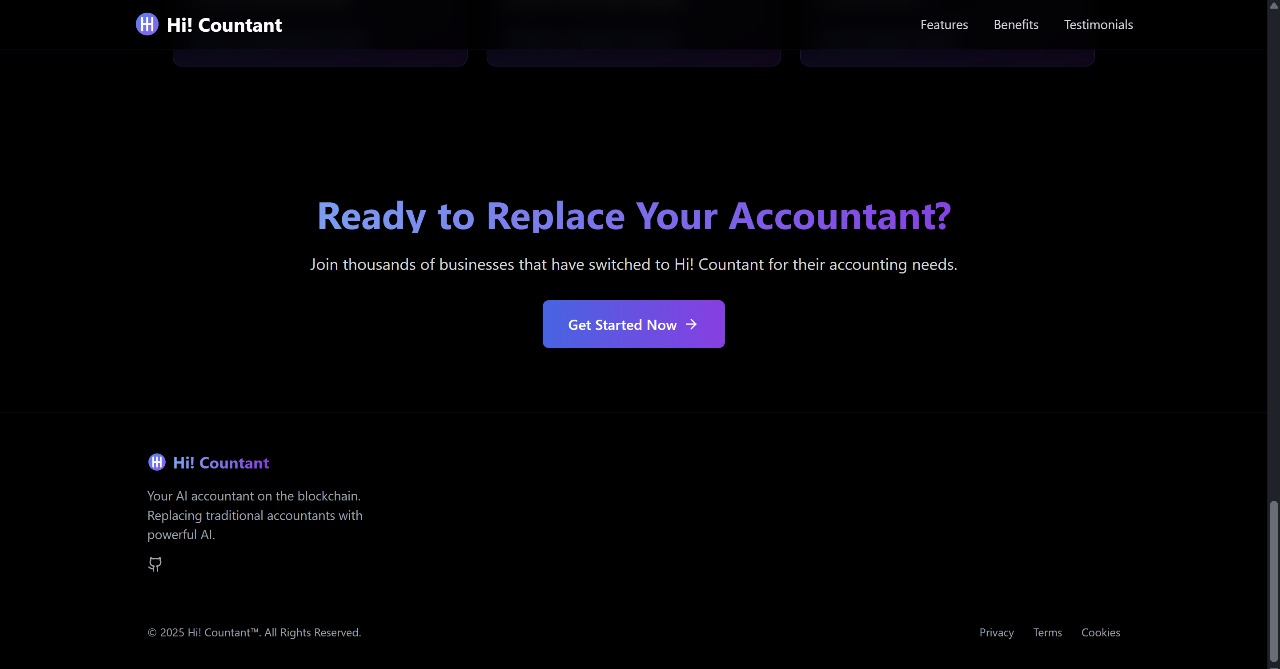 Hi! Countant
Features
Benefits
Testimonials
Ready to Replace Your Accountant?
Join thousands of businesses that have switched to Hi! Countant for their accounting needs.
Get Started Now →
Hi! Countant
Your AI accountant on the blockchain.
Replacing traditional accountants with
powerful AI.
© 2025 Hi! Countant™. All Rights Reserved.
Privacy
Terms
Cookies